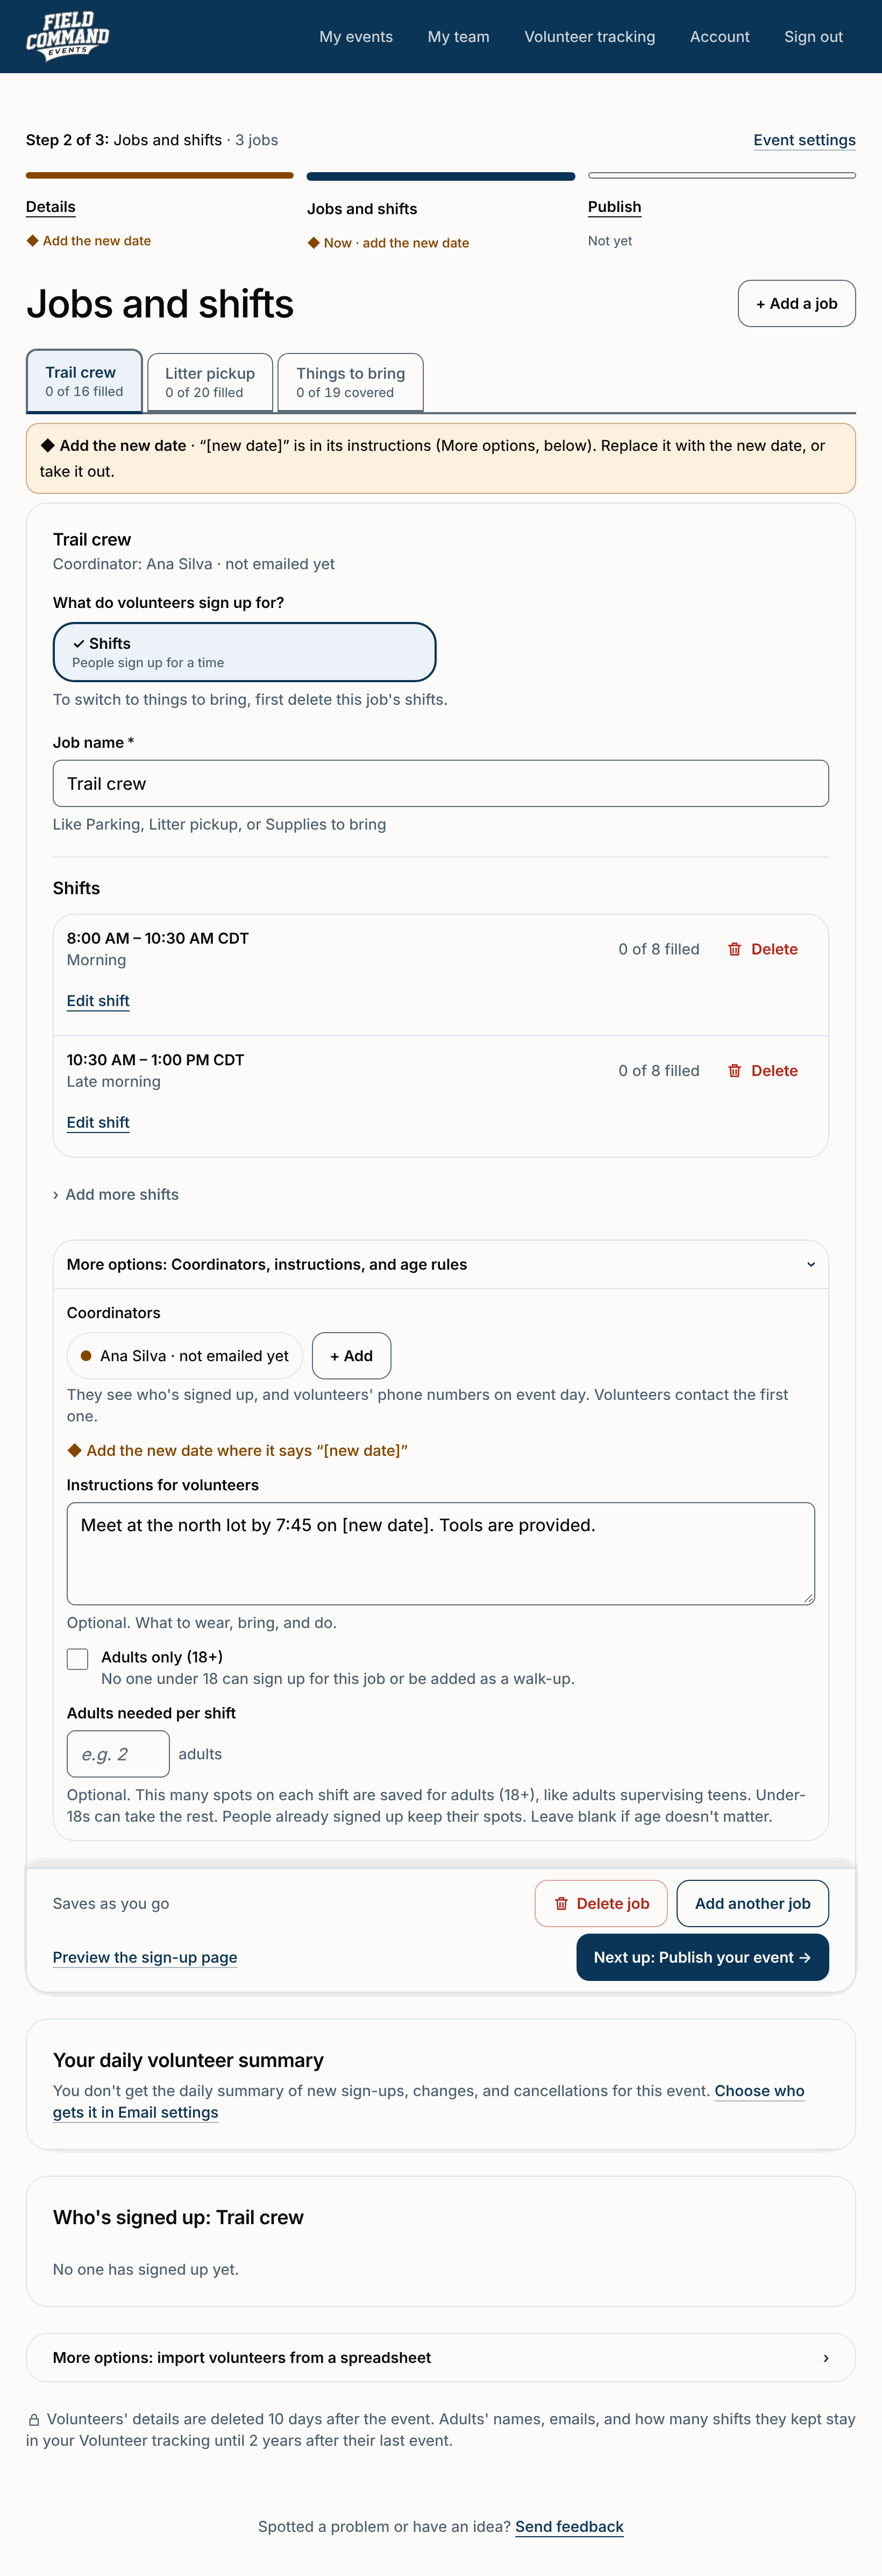 FIELD
COMMAND
EVENTS
My events
My team
Volunteer tracking
Account
Sign out
Step 2 of 3: Jobs and shifts · 3 jobs
Event settings
Details
◆ Add the new date
Jobs and shifts
◆ Now · add the new date
Publish
Not yet
Jobs and shifts
+ Add a job
Trail crew
0 of 16 filled
Litter pickup
0 of 20 filled
Things to bring
0 of 19 covered
◆ Add the new date · “[new date]” is in its instructions (More options, below). Replace it with the new date, or
take it out.
Trail crew
Coordinator: Ana Silva · not emailed yet
What do volunteers sign up for?
✓ Shifts
People sign up for a time
To switch to things to bring, first delete this job's shifts.
Job name *
Trail crew
Like Parking, Litter pickup, or Supplies to bring
Shifts
8:00 AM – 10:30 AM CDT
Morning
0 of 8 filled
Delete
Edit shift
10:30 AM – 1:00 PM CDT
Late morning
0 of 8 filled
Delete
Edit shift
› Add more shifts
More options: Coordinators, instructions, and age rules
Coordinators
Ana Silva · not emailed yet
+ Add
They see who's signed up, and volunteers' phone numbers on event day. Volunteers contact the first
one.
◆ Add the new date where it says “[new date]”
Instructions for volunteers
Meet at the north lot by 7:45 on [new date]. Tools are provided.
Optional. What to wear, bring, and do.
Adults only (18+)
No one under 18 can sign up for this job or be added as a walk-up.
Adults needed per shift
e.g. 2
adults
Optional. This many spots on each shift are saved for adults (18+), like adults supervising teens. Under-
18s can take the rest. People already signed up keep their spots. Leave blank if age doesn't matter.
Saves as you go
Delete job
Add another job
Preview the sign-up page
Next up: Publish your event →
Your daily volunteer summary
You don't get the daily summary of new sign-ups, changes, and cancellations for this event. Choose who
gets it in Email settings
Who's signed up: Trail crew
No one has signed up yet.
More options: import volunteers from a spreadsheet
›
Volunteers' details are deleted 10 days after the event. Adults' names, emails, and how many shifts they kept stay
in your Volunteer tracking until 2 years after their last event.
Spotted a problem or have an idea? Send feedback